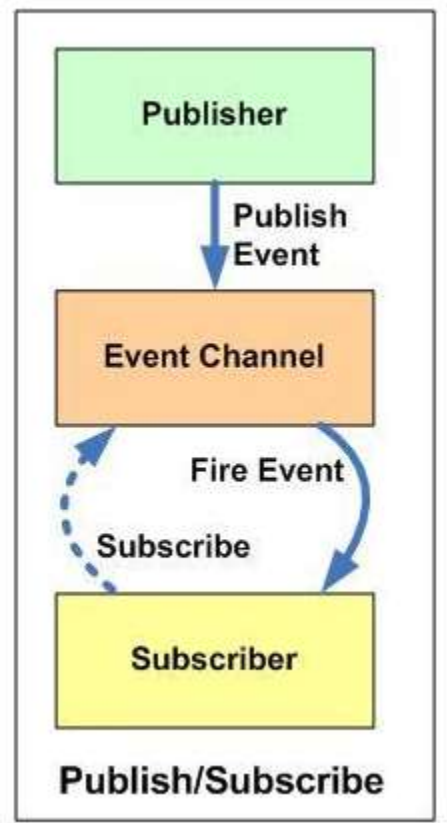 Publisher
Publish
Event
Event Channel
Fire Event
Subscribe
Subscriber
Publish/Subscribe